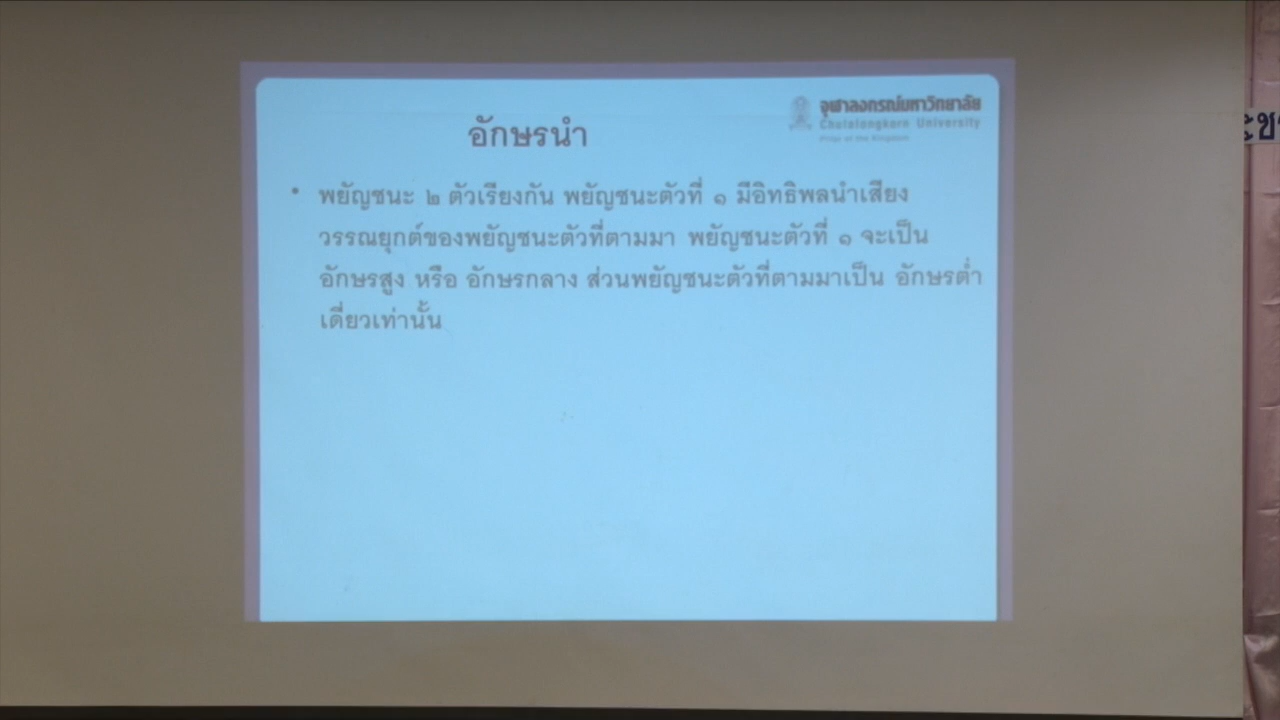 จุฬาลงกรณ์มหาวิทยาลัย
Chulalongkorn University
Pillar of the Kingdom
อักษรนำ
• พยัญชนะ ๒ ตัวเรียงกัน พยัญชนะตัวที่ ๑ มีอิทธิพลนำเสียง
วรรณยุกต์ของพยัญชนะตัวที่ตามมา พยัญชนะตัวที่ ๑ จะเป็น
อักษรสูง หรือ อักษรกลาง ส่วนพยัญชนะตัวที่ตามมาเป็น อักษรต่ำ
เดี่ยวเท่านั้น